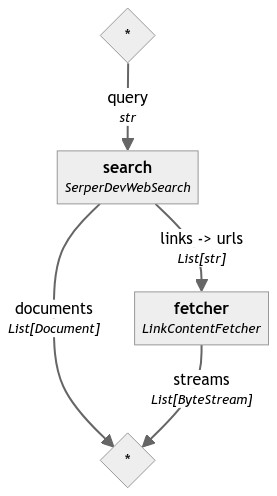 *
query
str
search
SerperDevWebSearch
links -> urls
List[str]
documents
List[Document]
fetcher
LinkContentFetcher
streams
List[ByteStream]
*